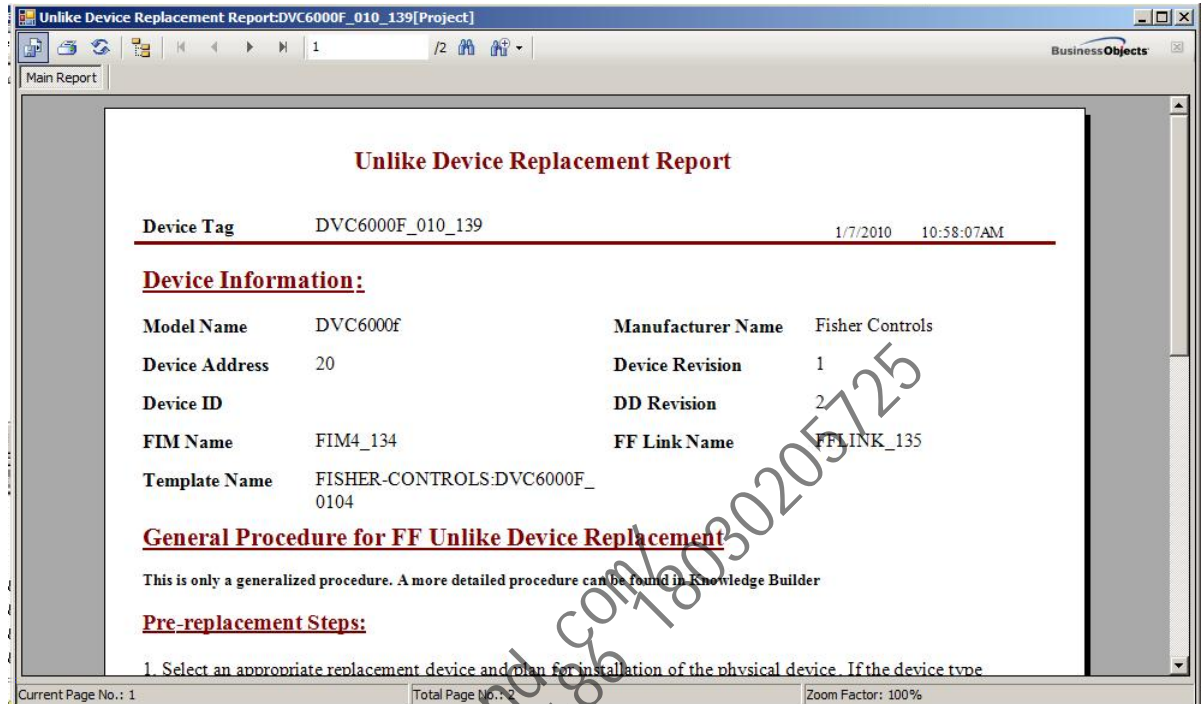 Unlike Device Replacement Report:DVC6000F_010_139[Project]
1 /2
BusinessObjects
Main Report
Unlike Device Replacement Report
Device Tag DVC6000F_010_139 1/7/2010 10:58:07AM
Device Information:
Model Name DVC6000f Manufacturer Name Fisher Controls
Device Address 20 Device Revision 1
Device ID DD Revision 2
FIM Name FIM4_134 FF Link Name FFLINK_135
Template Name FISHER-CONTROLS:DVC6000F_
0104
General Procedure for FF Unlike Device Replacement
This is only a generalized procedure. A more detailed procedure can be found in Knowledge Builder
Pre-replacement Steps:
1. Select an appropriate replacement device and plan for installation of the physical device. If the device type
Current Page No.: 1 Total Page No.: 2 Zoom Factor: 100%
nd.com/
86 18030205725